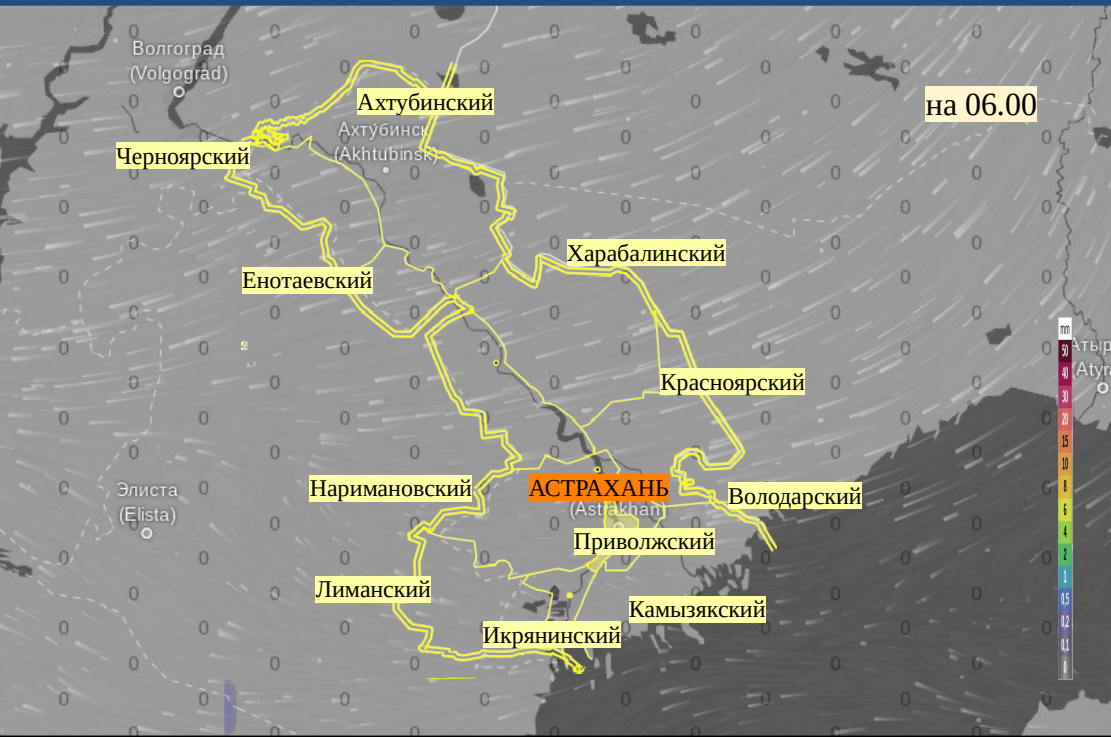 Волгоград
(Volgograd)
Ахтубинский
на 06.00
Ахту́бинск
(Akhtubinsk)
Черноярский
Харабалинский
Енотаевский
mm
50
40
30
20
15
10
8
6
4
2
1
0,5
0,2
0,1
0
Красноярский
Элиста
(Elista)
Наримановский
АСТРАХАНЬ
(Astrakhan)
Володарский
Приволжский
Лиманский
Камызякский
Икрянинский